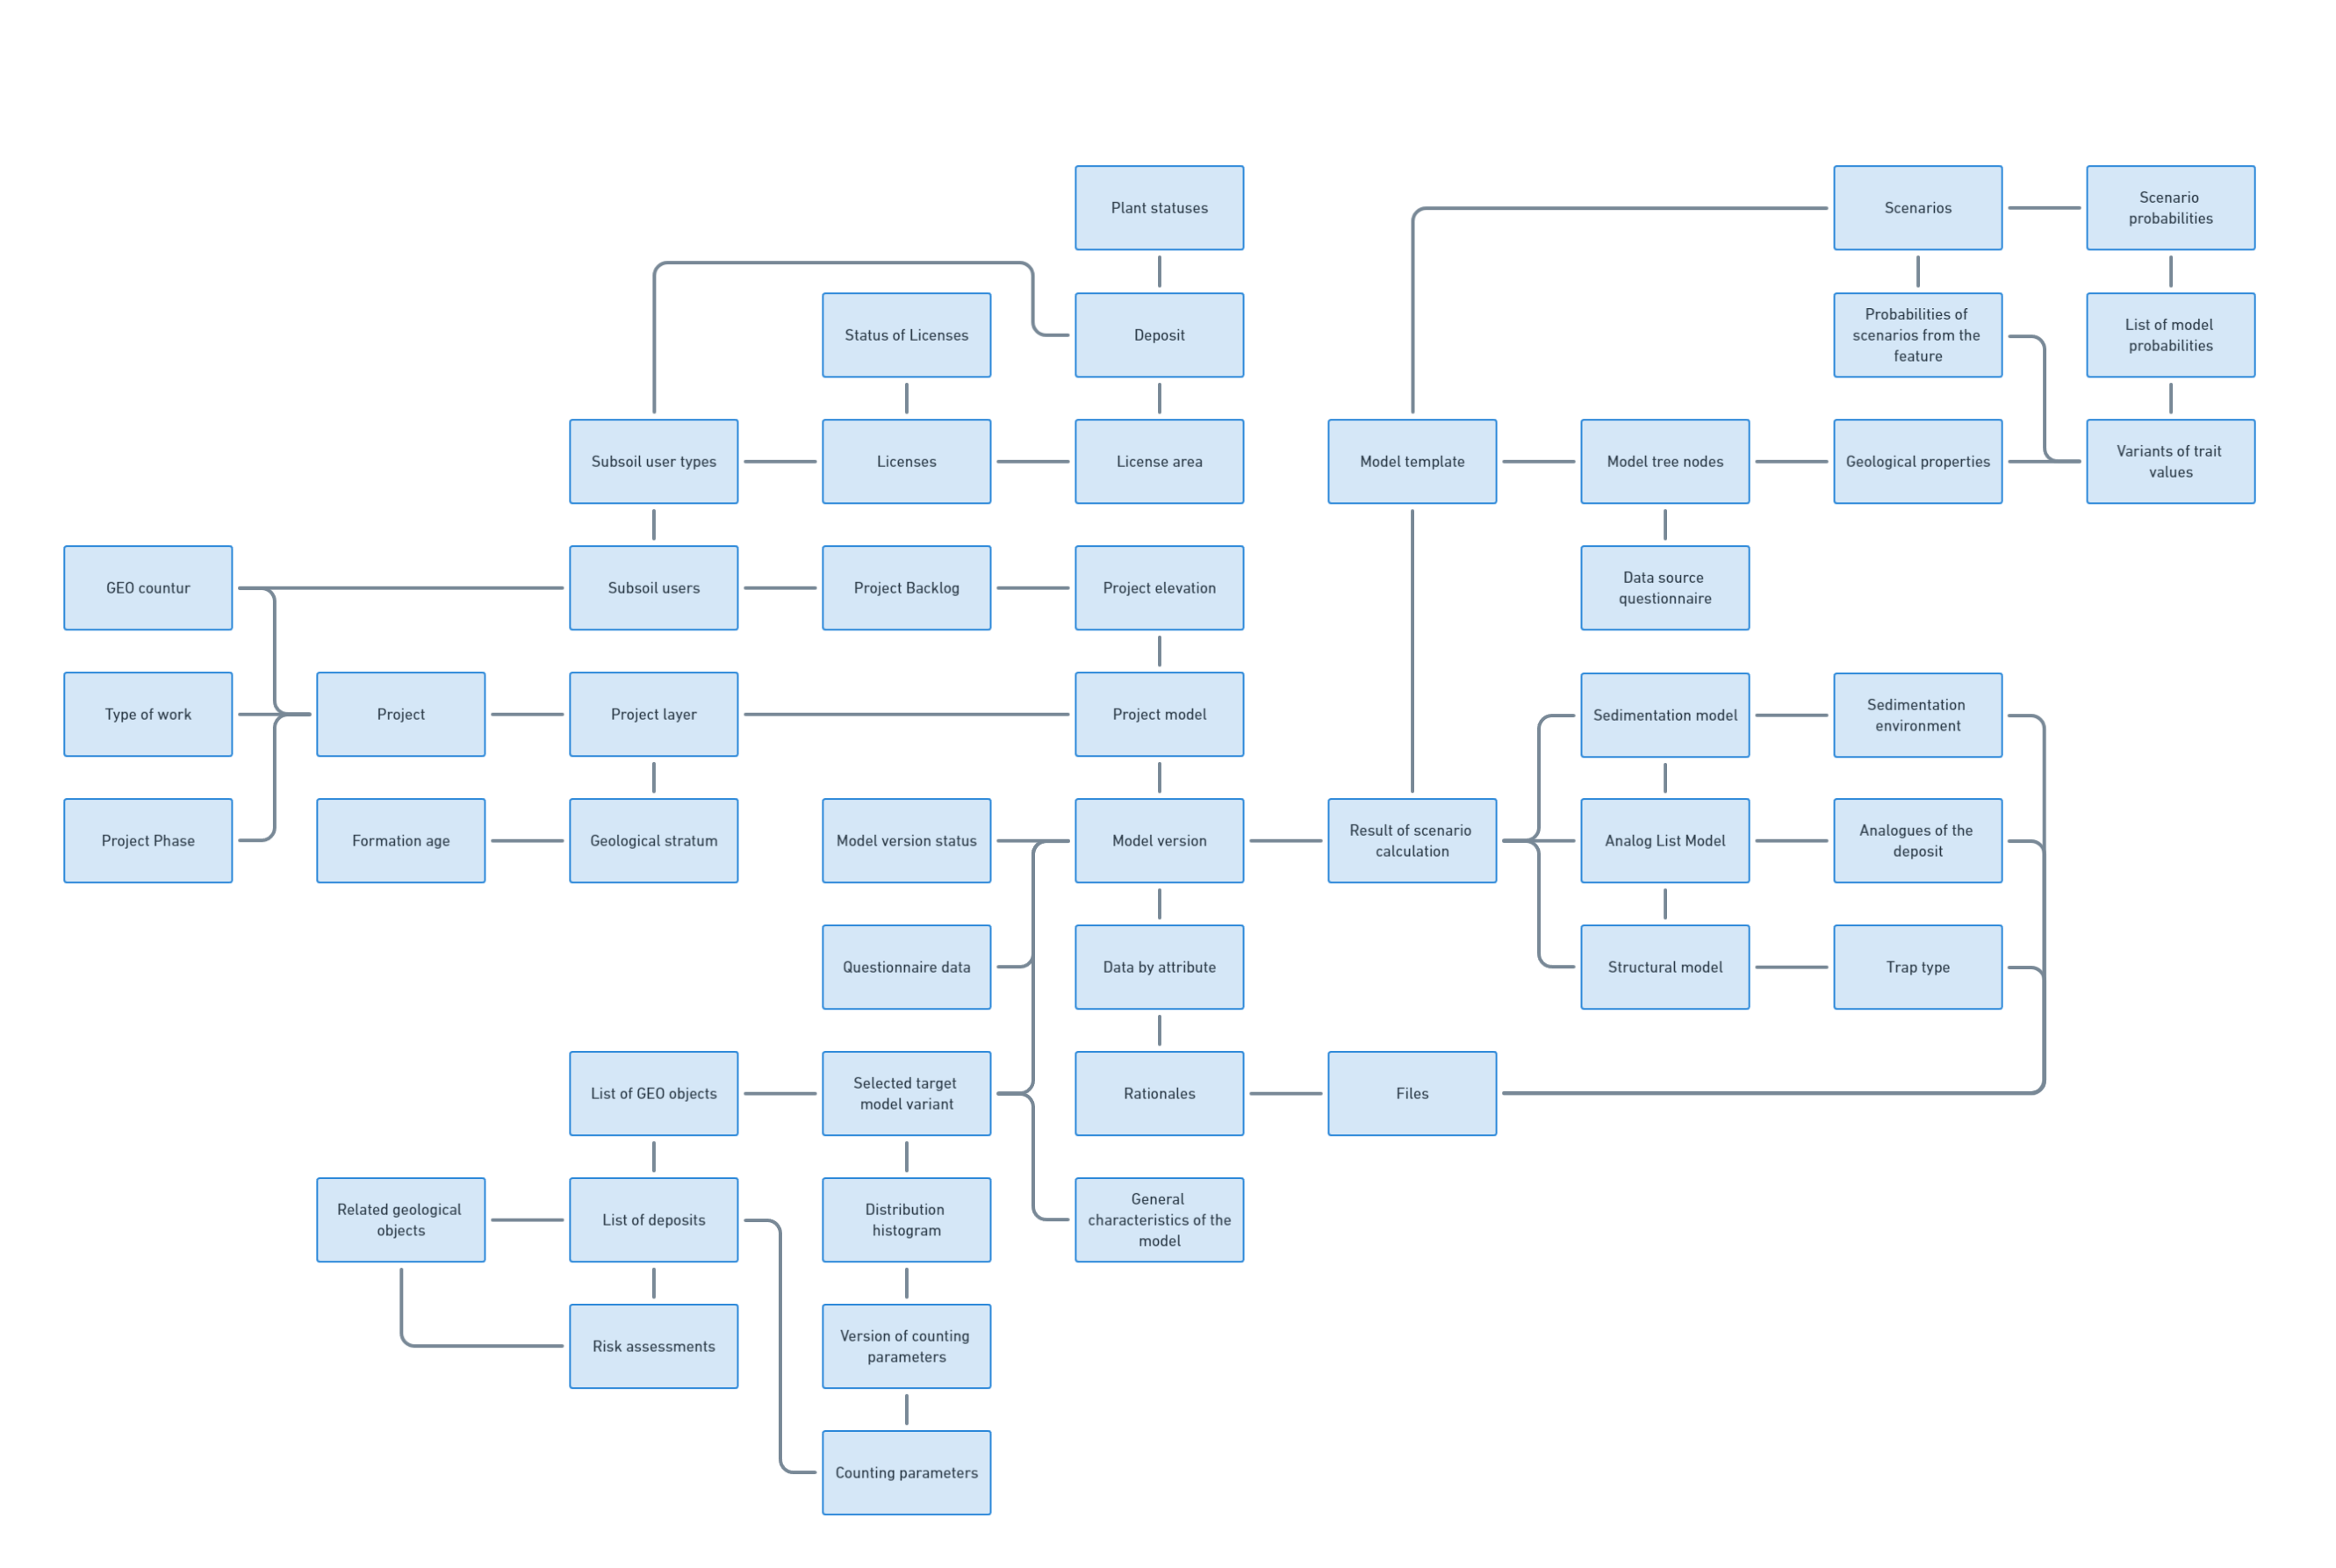 Plant statuses
Scenarios
Scenario
probabilities
Status of Licenses
Deposit
Probabilities of
scenarios from the
feature
List of model
probabilities
Subsoil user types
Licenses
License area
Model template
Model tree nodes
Geological properties
Variants of trait
values
GEO countur
Subsoil users
Project Backlog
Project elevation
Data source
questionnaire
Type of work
Project
Project layer
Project model
Sedimentation model
Sedimentation
environment
Project Phase
Formation age
Geological stratum
Model version status
Model version
Result of scenario
calculation
Analog List Model
Analogues of the
deposit
Questionnaire data
Data by attribute
Structural model
Trap type
List of GEO objects
Selected target
model variant
Rationales
Files
Related geological
objects
List of deposits
Distribution
histogram
General
characteristics of the
model
Risk assessments
Version of counting
parameters
Counting parameters